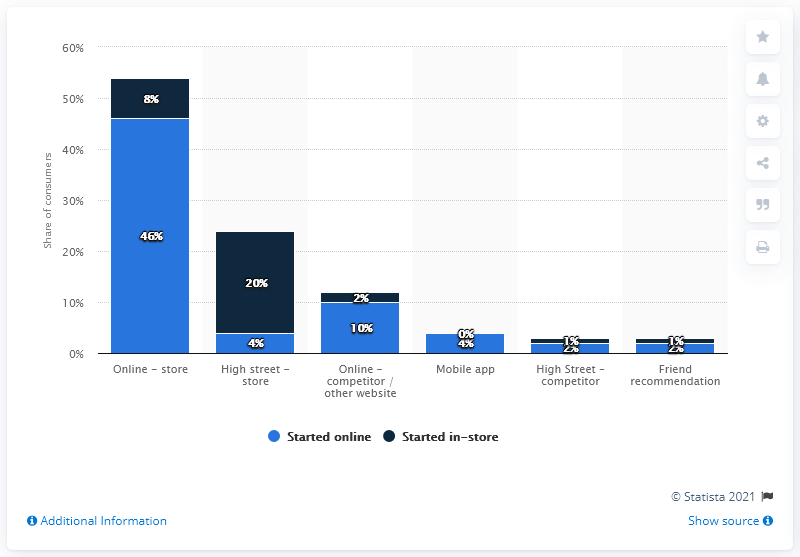 60%
50%
40%
30%
20%
10%
0%
Share of consumers
8%
46%
20%
4%
2%
10%
0%
4%
1%
2%
1%
2%
Online – store
High street –
store
Online –
competitor /
other website
Mobile app
High Street –
competitor
Friend
recommendation
Started online
Started in-store
© Statista 2021
Additional Information
Show source